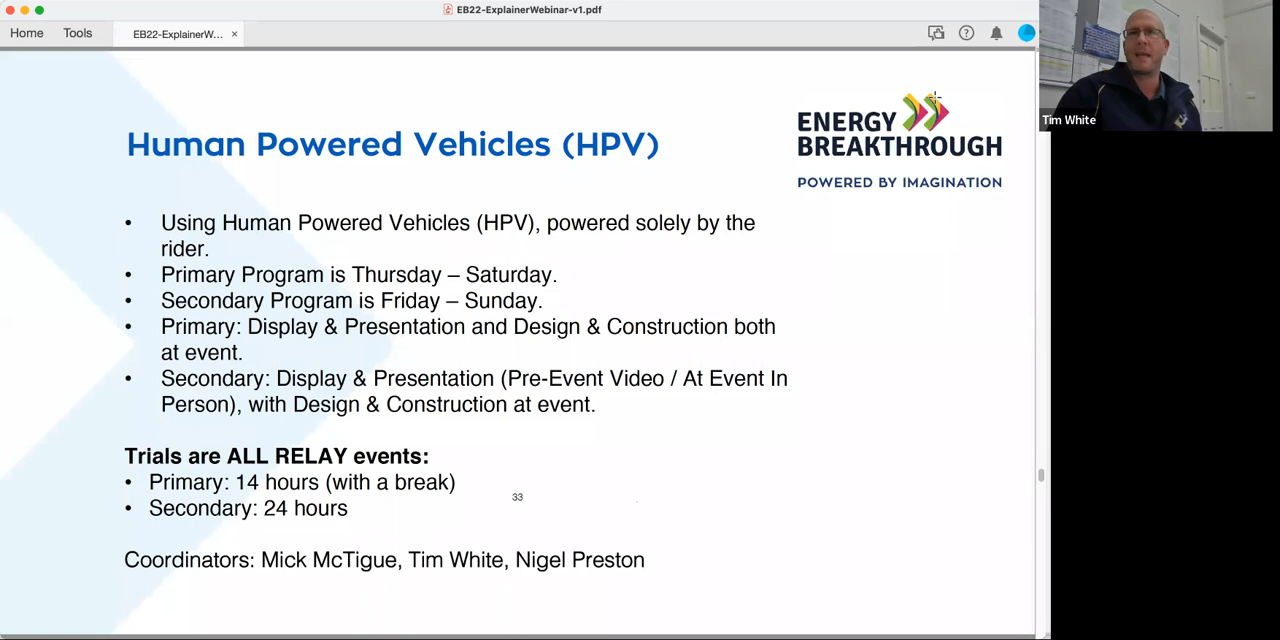 EB22-ExplainerWebinar-v1.pdf
Home Tools EB22-ExplainerW... ×
Tim White
ENERGY
BREAKTHROUGH
POWERED BY IMAGINATION
Human Powered Vehicles (HPV)
• Using Human Powered Vehicles (HPV), powered solely by the
rider.
• Primary Program is Thursday – Saturday.
• Secondary Program is Friday – Sunday.
• Primary: Display & Presentation and Design & Construction both
at event.
• Secondary: Display & Presentation (Pre-Event Video / At Event In
Person), with Design & Construction at event.
Trials are ALL RELAY events:
• Primary: 14 hours (with a break)
33
• Secondary: 24 hours
Coordinators: Mick McTigue, Tim White, Nigel Preston